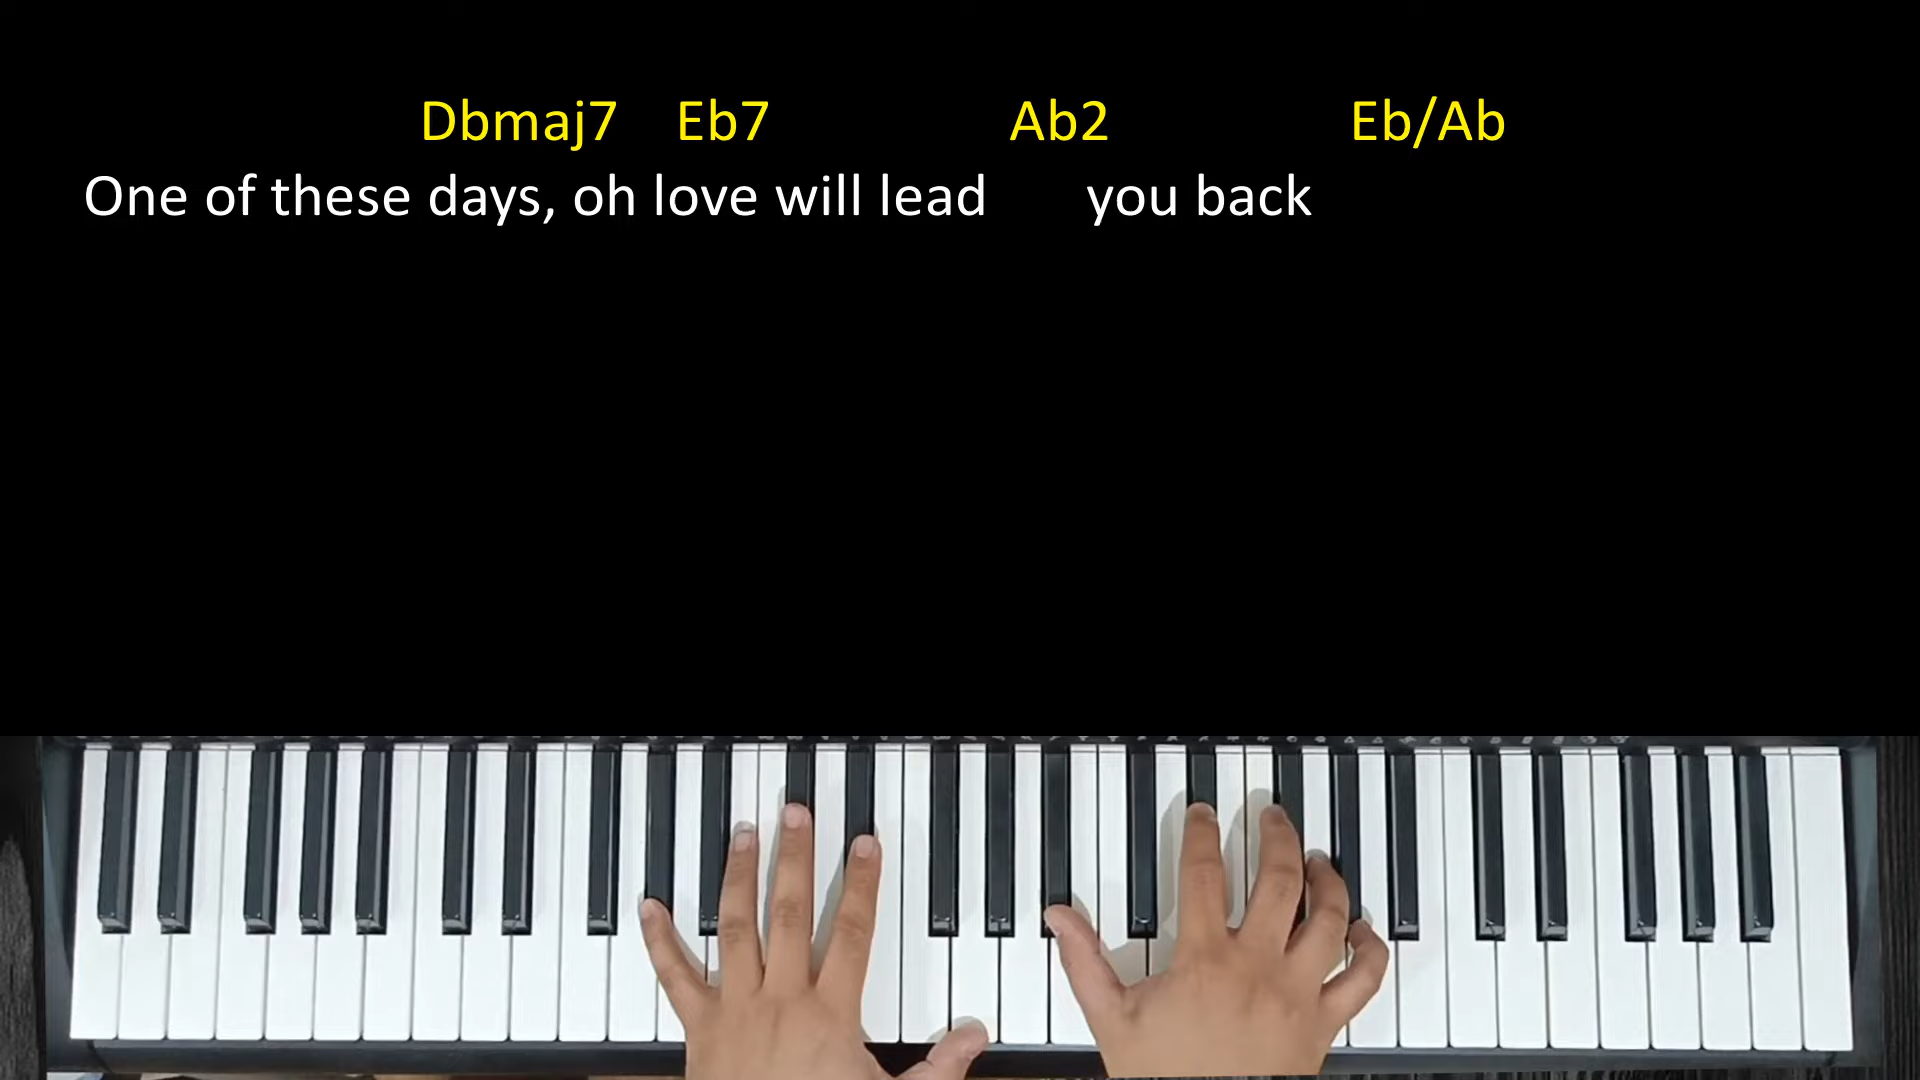 Dbmaj7 Eb7 Ab2 Eb/Ab
One of these days, oh love will lead you back